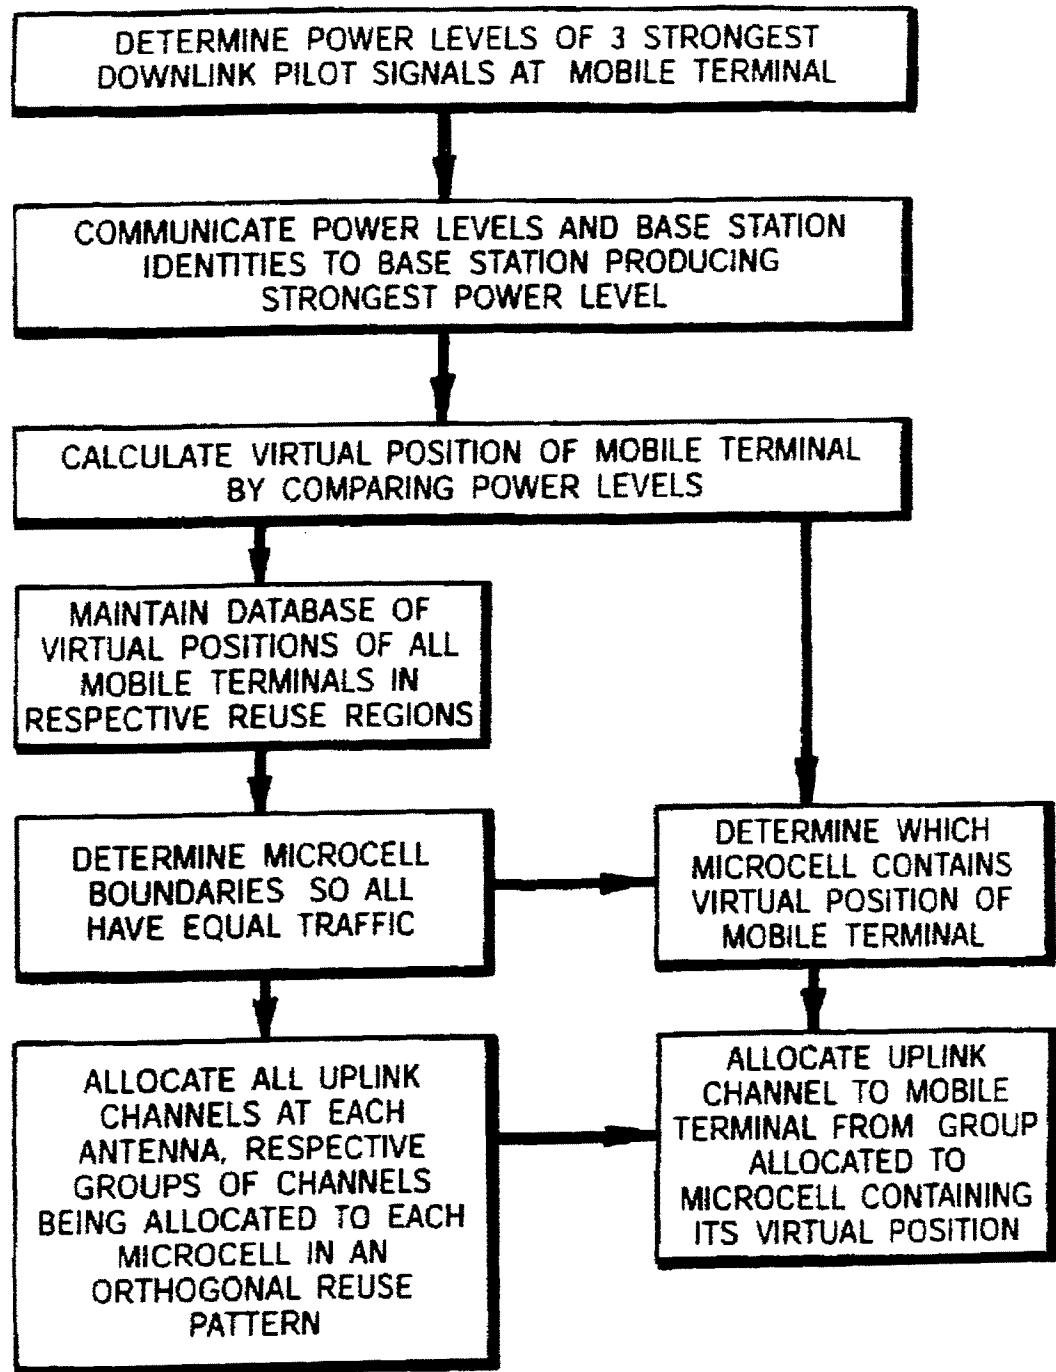 DETERMINE POWER LEVELS OF 3 STRONGEST
DOWNLINK PILOT SIGNALS AT MOBILE TERMINAL
COMMUNICATE POWER LEVELS AND BASE STATION
IDENTITIES TO BASE STATION PRODUCING
STRONGEST POWER LEVEL
CALCULATE VIRTUAL POSITION OF MOBILE TERMINAL
BY COMPARING POWER LEVELS
MAINTAIN DATABASE OF
VIRTUAL POSITIONS OF ALL
MOBILE TERMINALS IN
RESPECTIVE REUSE REGIONS
DETERMINE MICROCELL
BOUNDARIES SO ALL
HAVE EQUAL TRAFFIC
DETERMINE WHICH
MICROCELL CONTAINS
VIRTUAL POSITION OF
MOBILE TERMINAL
ALLOCATE ALL UPLINK
CHANNELS AT EACH
ANTENNA, RESPECTIVE
GROUPS OF CHANNELS
BEING ALLOCATED TO EACH
MICROCELL IN AN
ORTHOGONAL REUSE
PATTERN
ALLOCATE UPLINK
CHANNEL TO MOBILE
TERMINAL FROM GROUP
ALLOCATED TO
MICROCELL CONTAINING
ITS VIRTUAL POSITION